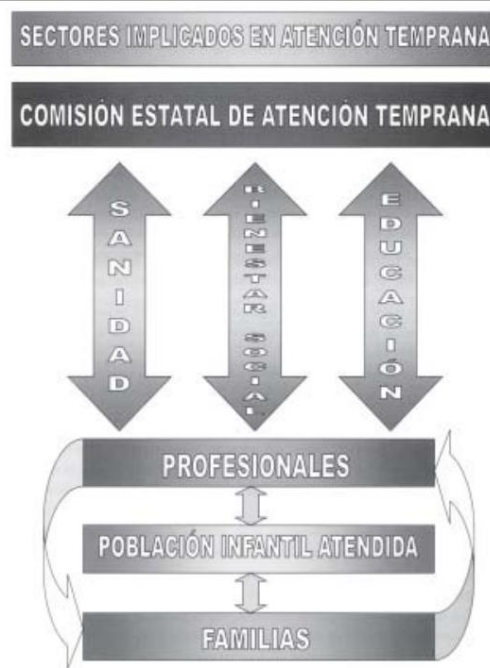 SECTORES IMPLICADOS EN ATENCIÓN TEMPRANA
COMISIÓN ESTATAL DE ATENCIÓN TEMPRANA
SANIDAD
BIENESTAR SOCIAL
EDUCACIÓN
PROFESIONALES
POBLACIÓN INFANTIL ATENDIDA
FAMILIAS